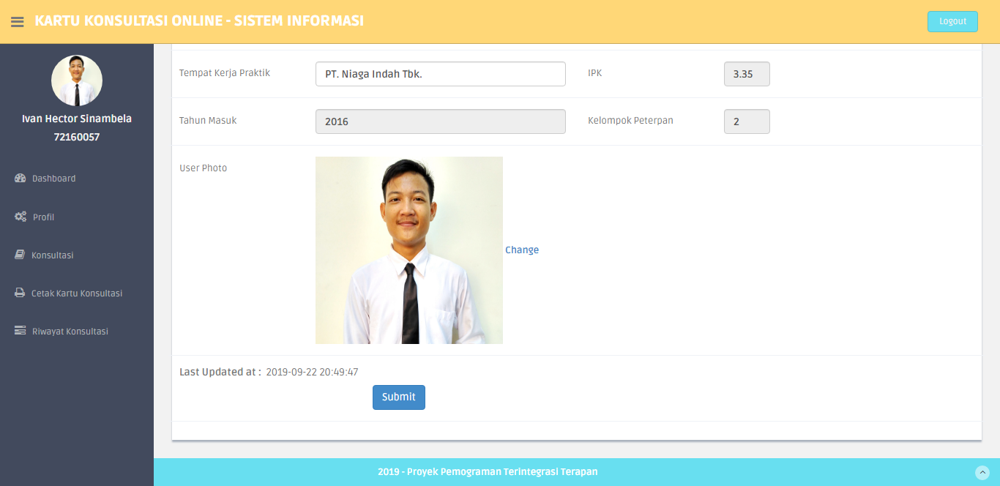 KARTU KONSULTASI ONLINE - SISTEM INFORMASI
Logout
Ivan Hector Sinambela
72160057
Dashboard
Profil
Konsultasi
Cetak Kartu Konsultasi
Riwayat Konsultasi
Tempat Kerja Praktik PT. Niaga Indah Tbk. IPK 3.35
Tahun Masuk 2016 Kelompok Peterpan 2
User Photo
Change
Last Updated at : 2019-09-22 20:49:47
Submit
2019 - Proyek Pemograman Terintegrasi Terapan